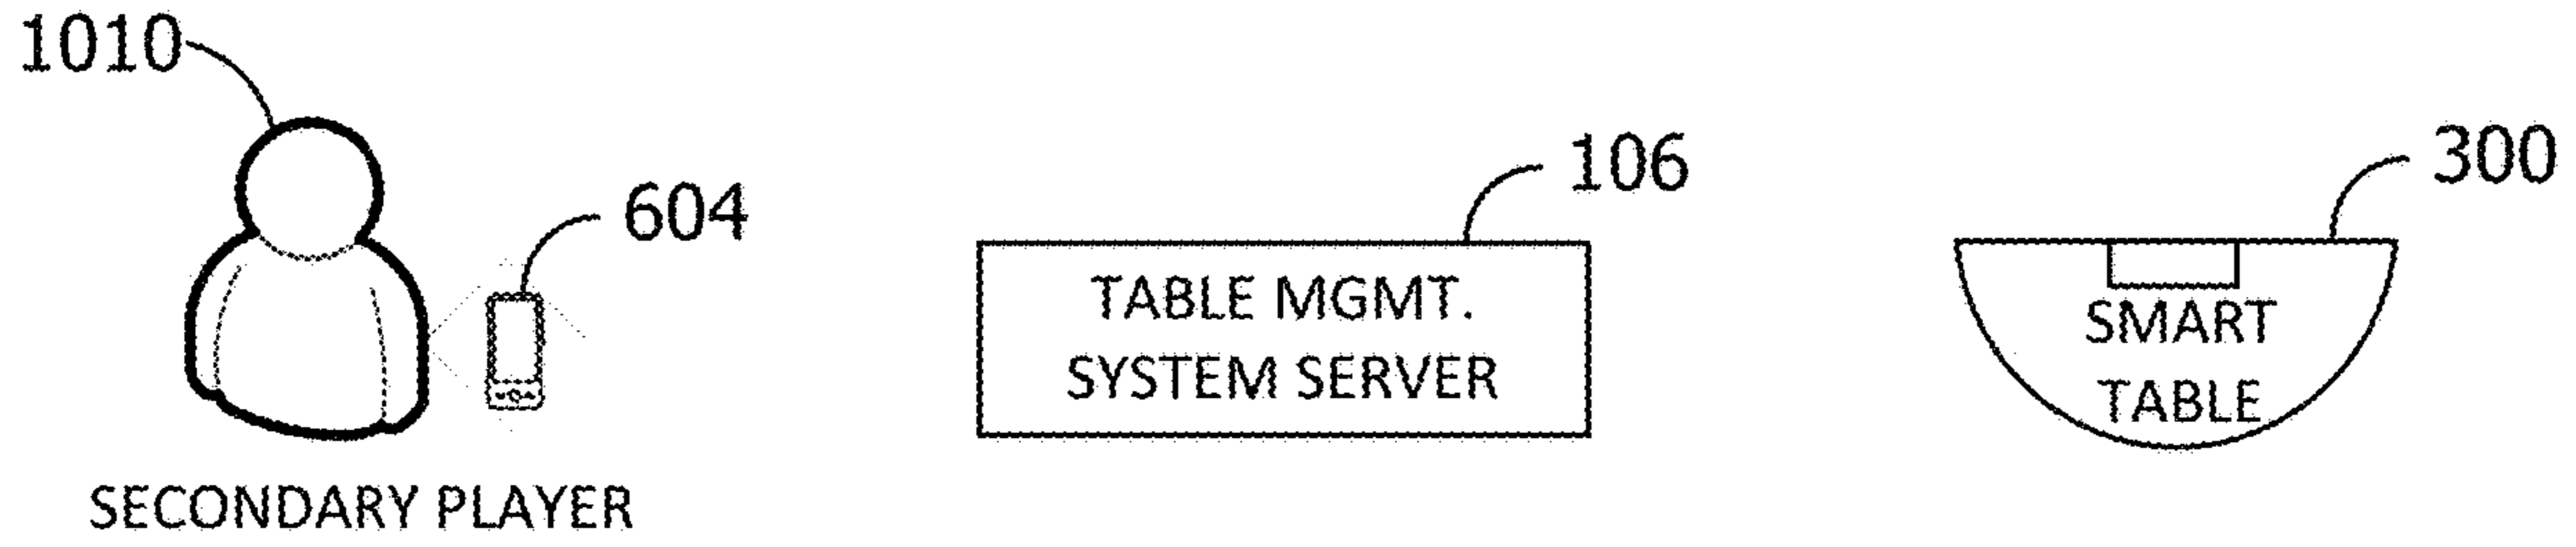 1010
604
106
300
TABLE MGMT.
SYSTEM SERVER
SMART
TABLE
SECONDARY PLAYER